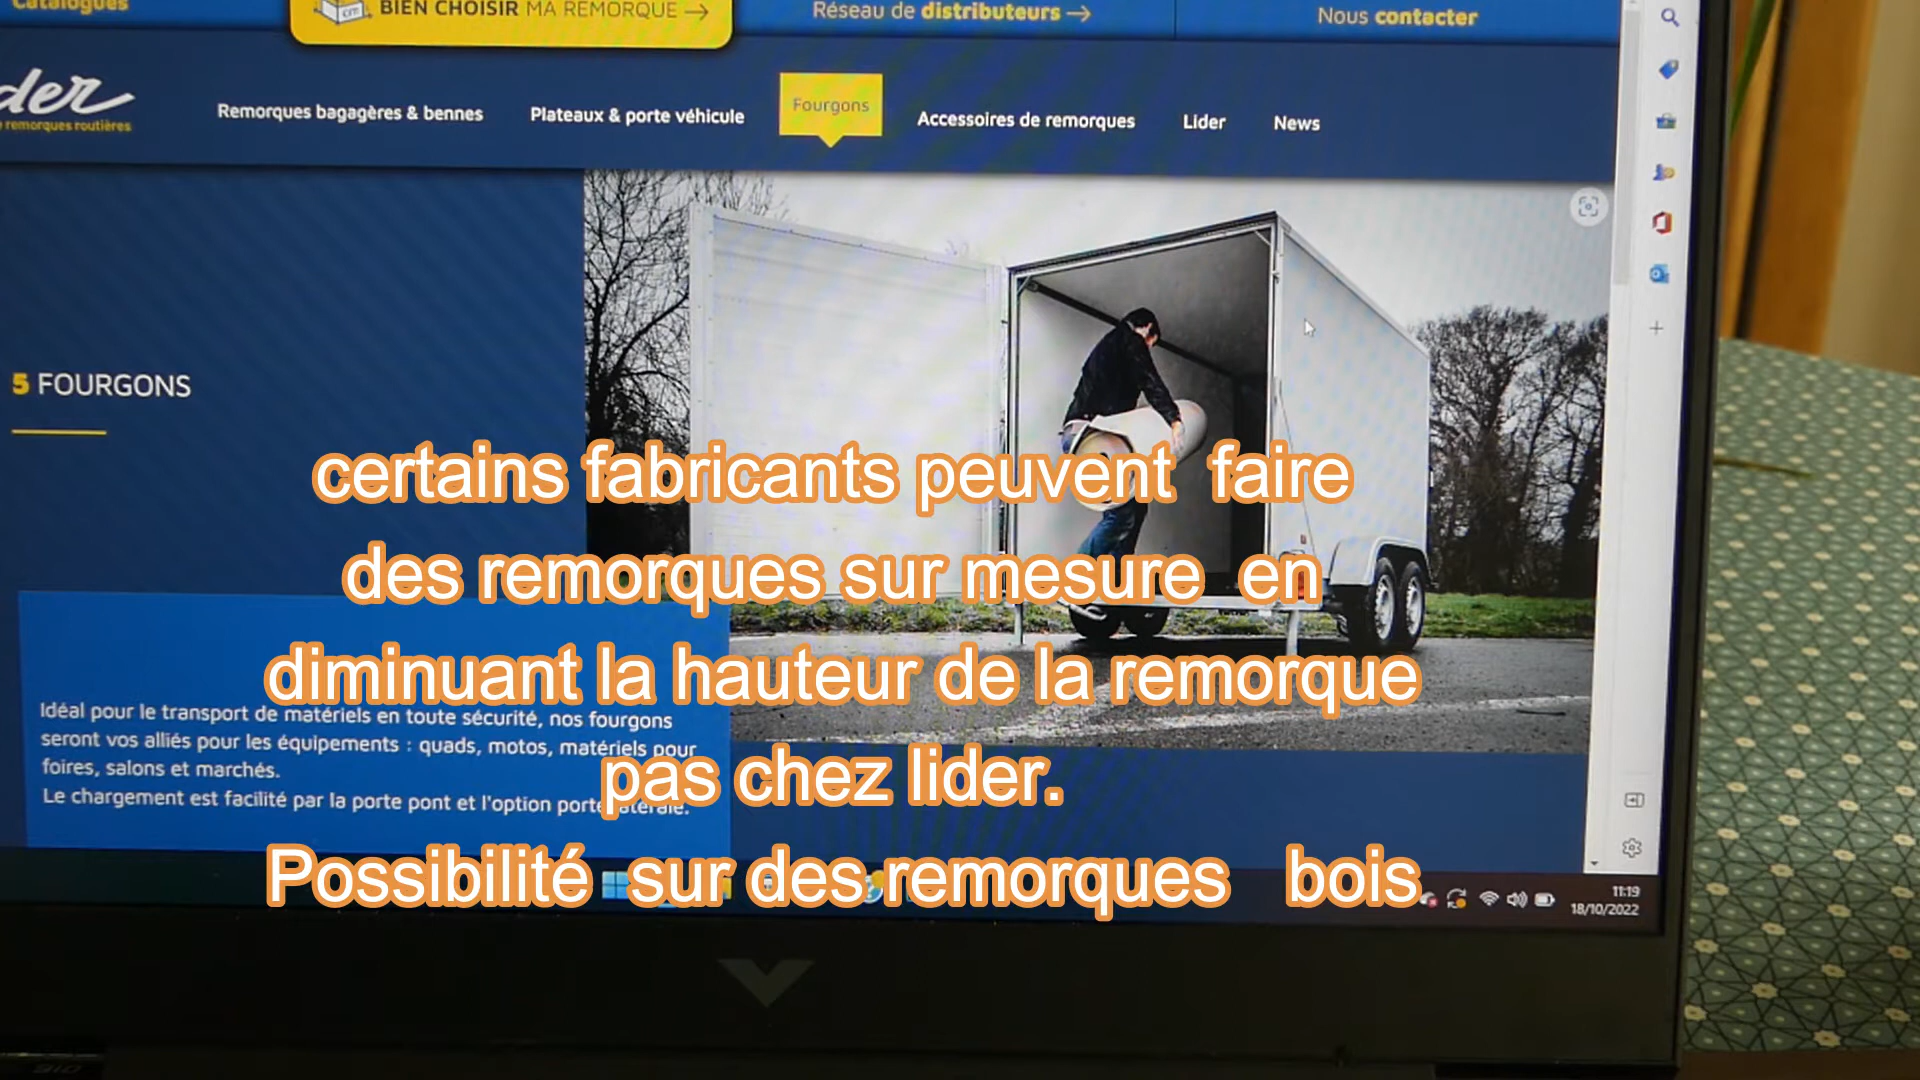 Catalogues
BIEN CHOISIR MA REMORQUE →
Réseau de distributeurs →
Nous contacter
der
remorques routières
Remorques bagagères & bennes
Plateaux & porte véhicule
Fourgons
Accessoires de remorques
Lider
News
5 FOURGONS
certains fabricants peuvent faire
des remorques sur mesure en
diminuant la hauteur de la remorque
pas chez lider.
Possibilité sur des remorques bois
Idéal pour le transport de matériels en toute sécurité, nos fourgons
seront vos alliés pour les équipements : quads, motos, matériels pour
foires, salons et marchés.
Le chargement est facilité par la porte pont et l'option porte latérale.
11:19
18/10/2022